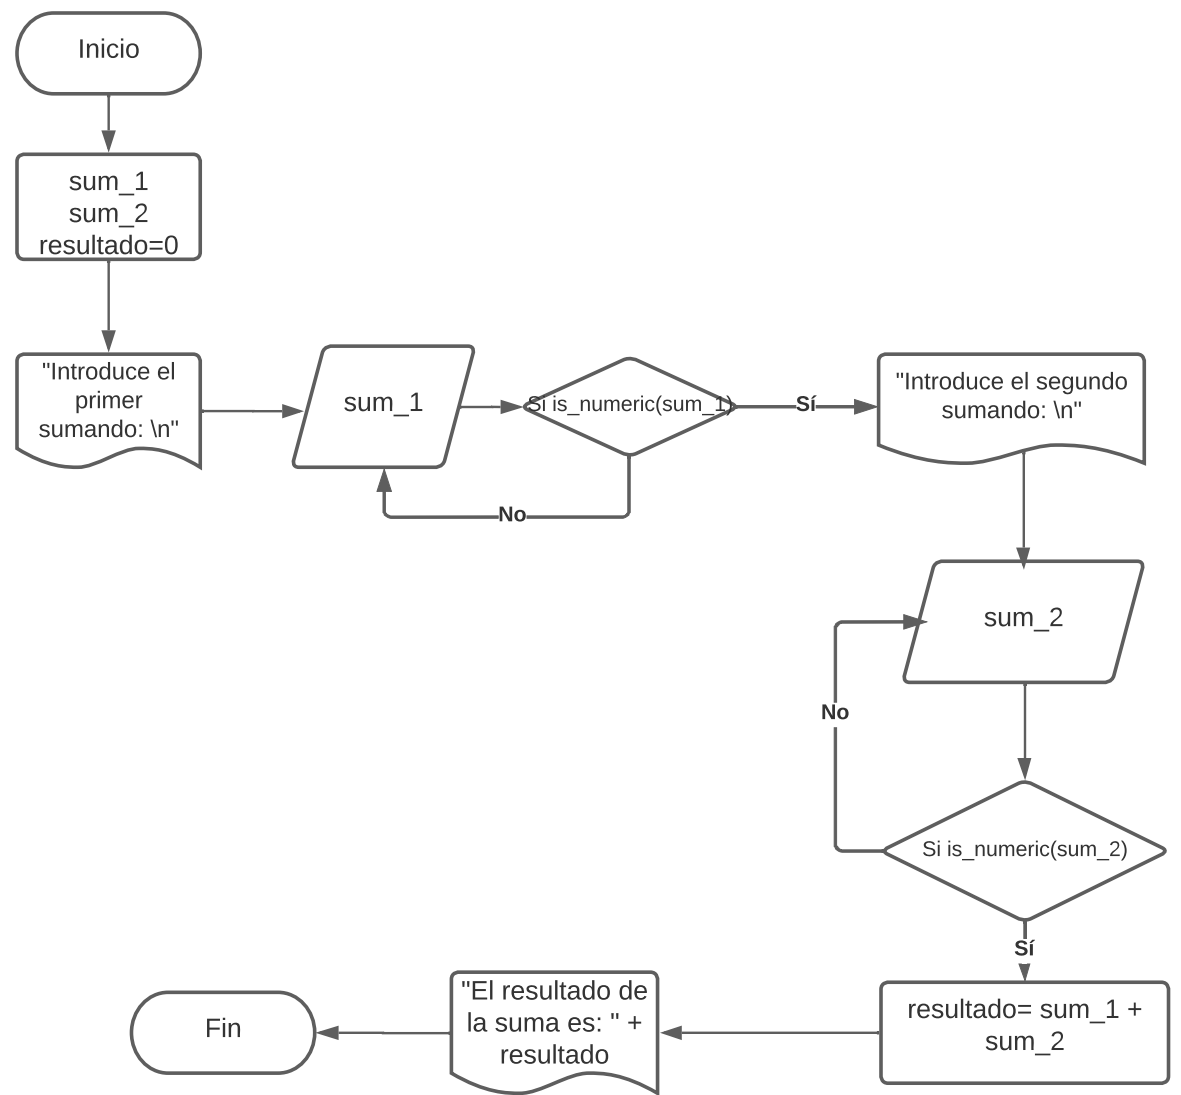 Inicio
sum_1
sum_2
resultado=0
"Introduce el
primer
sumando: \n"
sum_1
Si is_numeric(sum_1)
Sí
No
"Introduce el segundo
sumando: \n"
sum_2
No
Si is_numeric(sum_2)
Sí
resultado= sum_1 +
sum_2
"El resultado de
la suma es: " +
resultado
Fin